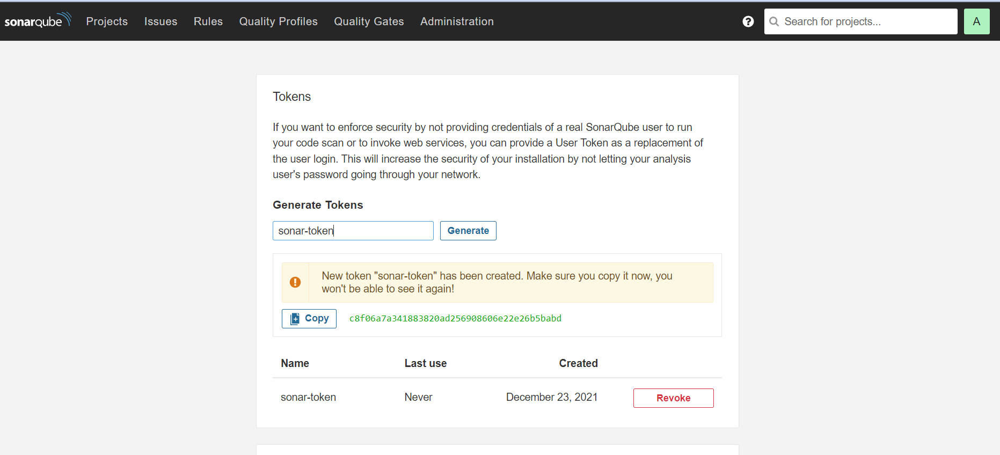 sonarqube Projects Issues Rules Quality Profiles Quality Gates Administration ? Search for projects... A
Tokens
If you want to enforce security by not providing credentials of a real SonarQube user to run
your code scan or to invoke web services, you can provide a User Token as a replacement of
the user login. This will increase the security of your installation by not letting your analysis
user's password going through your network.
Generate Tokens
sonar-token Generate
New token "sonar-token" has been created. Make sure you copy it now, you
won't be able to see it again!
Copy c8f06a7a341883820ad256908606e22e26b5babd
Name Last use Created
sonar-token Never December 23, 2021 Revoke